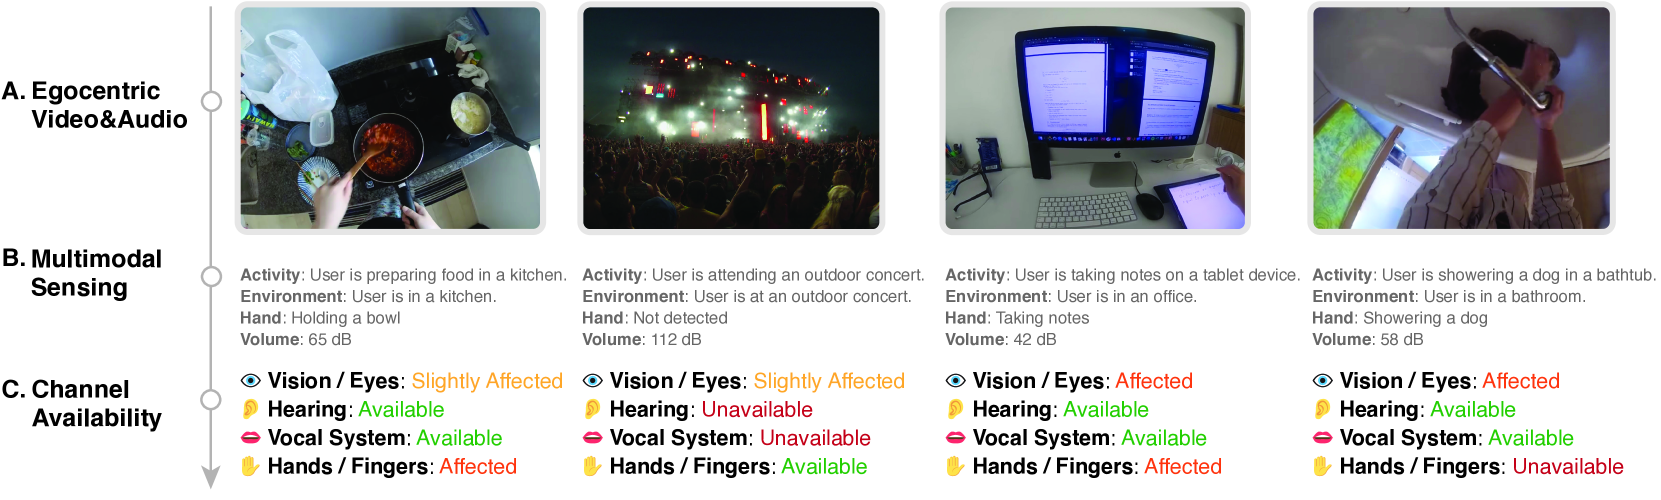 A. Egocentric
Video&Audio
B. Multimodal
Sensing
Activity: User is preparing food in a kitchen.
Environment: User is in a kitchen.
Hand: Holding a bowl
Volume: 65 dB
Activity: User is attending an outdoor concert.
Environment: User is at an outdoor concert.
Hand: Not detected
Volume: 112 dB
Activity: User is taking notes on a tablet device.
Environment: User is in an office.
Hand: Taking notes
Volume: 42 dB
Activity: User is showering a dog in a bathtub.
Environment: User is in a bathroom.
Hand: Showering a dog
Volume: 58 dB
C. Channel
Availability
Vision / Eyes: Slightly Affected
Hearing: Available
Vocal System: Available
Hands / Fingers: Affected
Vision / Eyes: Slightly Affected
Hearing: Unavailable
Vocal System: Unavailable
Hands / Fingers: Available
Vision / Eyes: Affected
Hearing: Available
Vocal System: Available
Hands / Fingers: Affected
Vision / Eyes: Affected
Hearing: Available
Vocal System: Available
Hands / Fingers: Unavailable